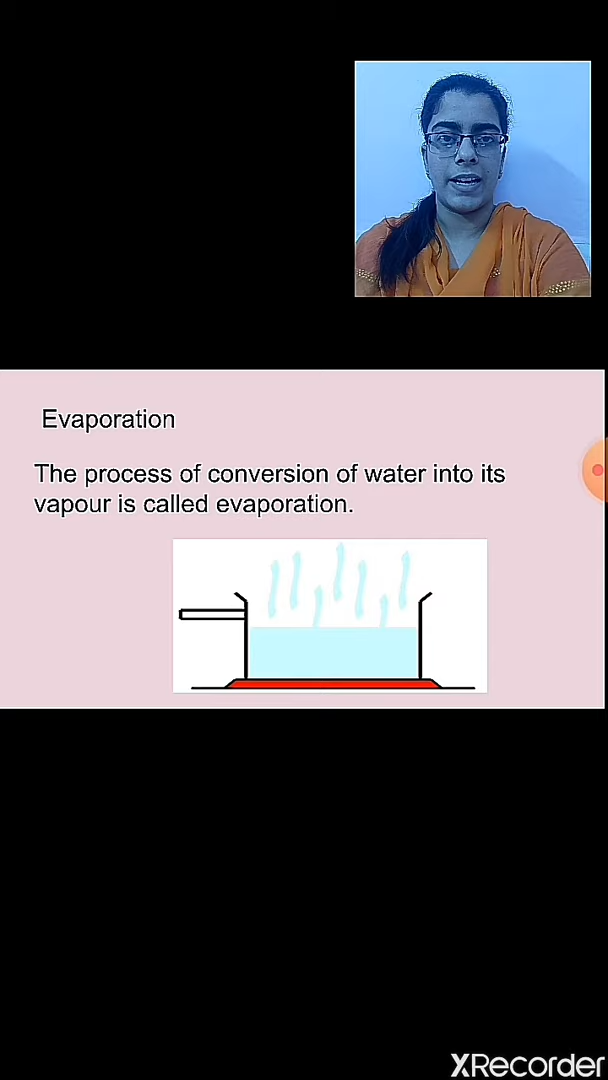 Evaporation
The process of conversion of water into its
vapour is called evaporation.
XRecorder